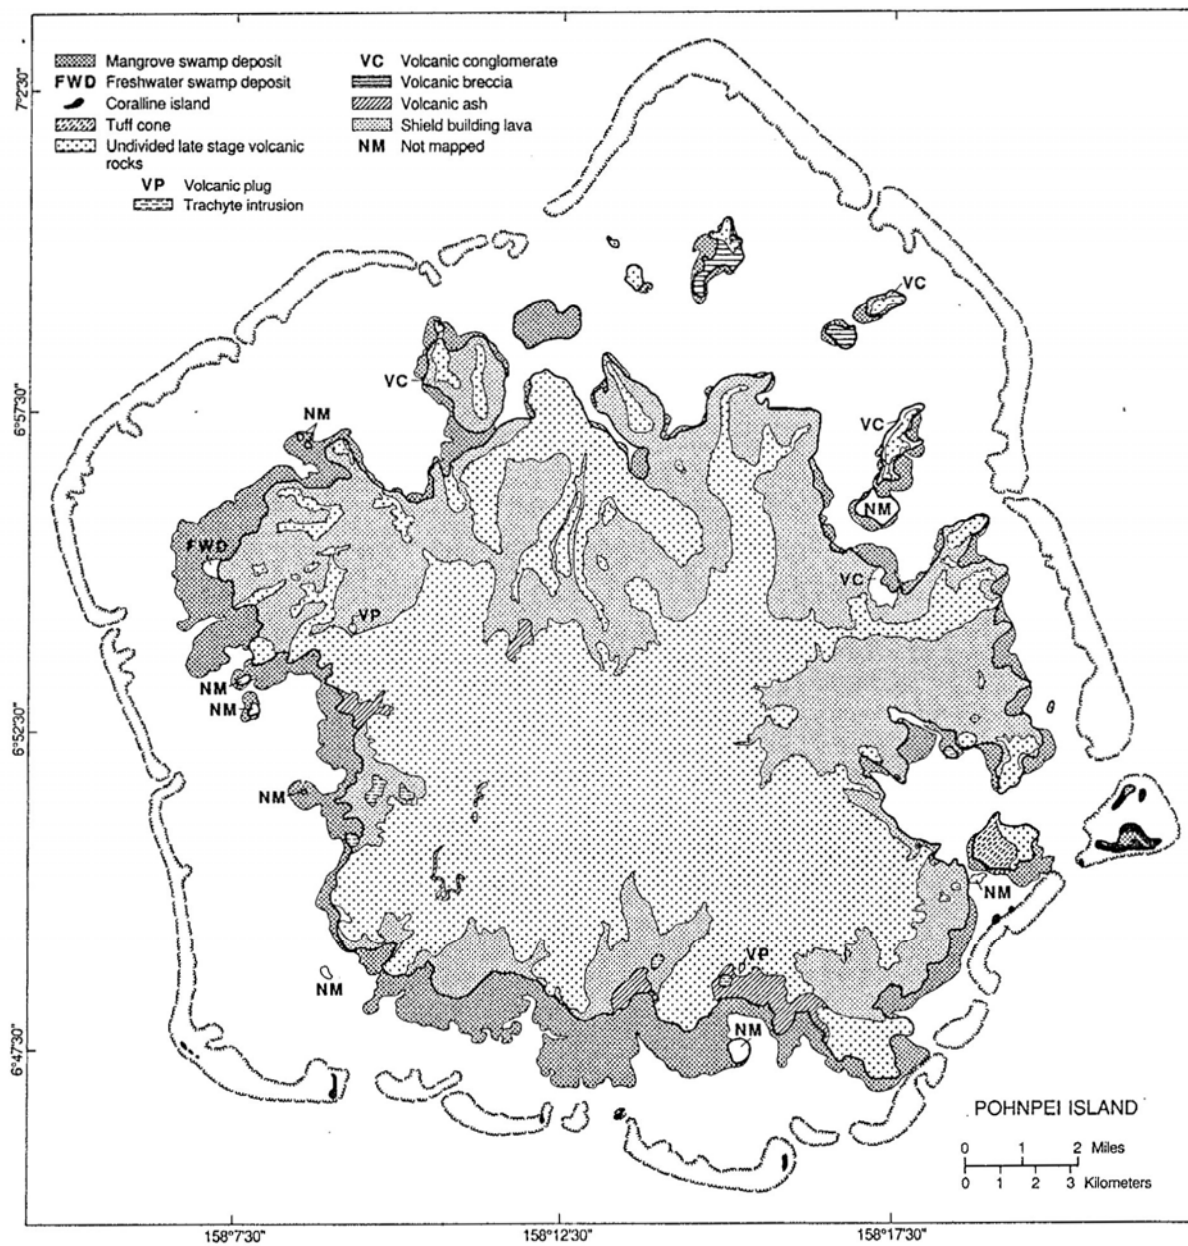 Mangrove swamp deposit
FWD Freshwater swamp deposit
Coralline island
Tuff cone
Undivided late stage volcanic
rocks
VP Volcanic plug
Trachyte intrusion
VC Volcanic conglomerate
Volcanic breccia
Volcanic ash
Shield building lava
NM Not mapped
7°2'30"
6°57'30"
6°52'30"
6°47'30"
VC
VC
NM
VC
NM
FWD
VC
VP
NM
NM
NM
NM
VP
NM
NM
POHNPEI ISLAND
0 1 2 Miles
0 1 2 3 Kilometers
158°7'30"
158°12'30"
158°17'30"